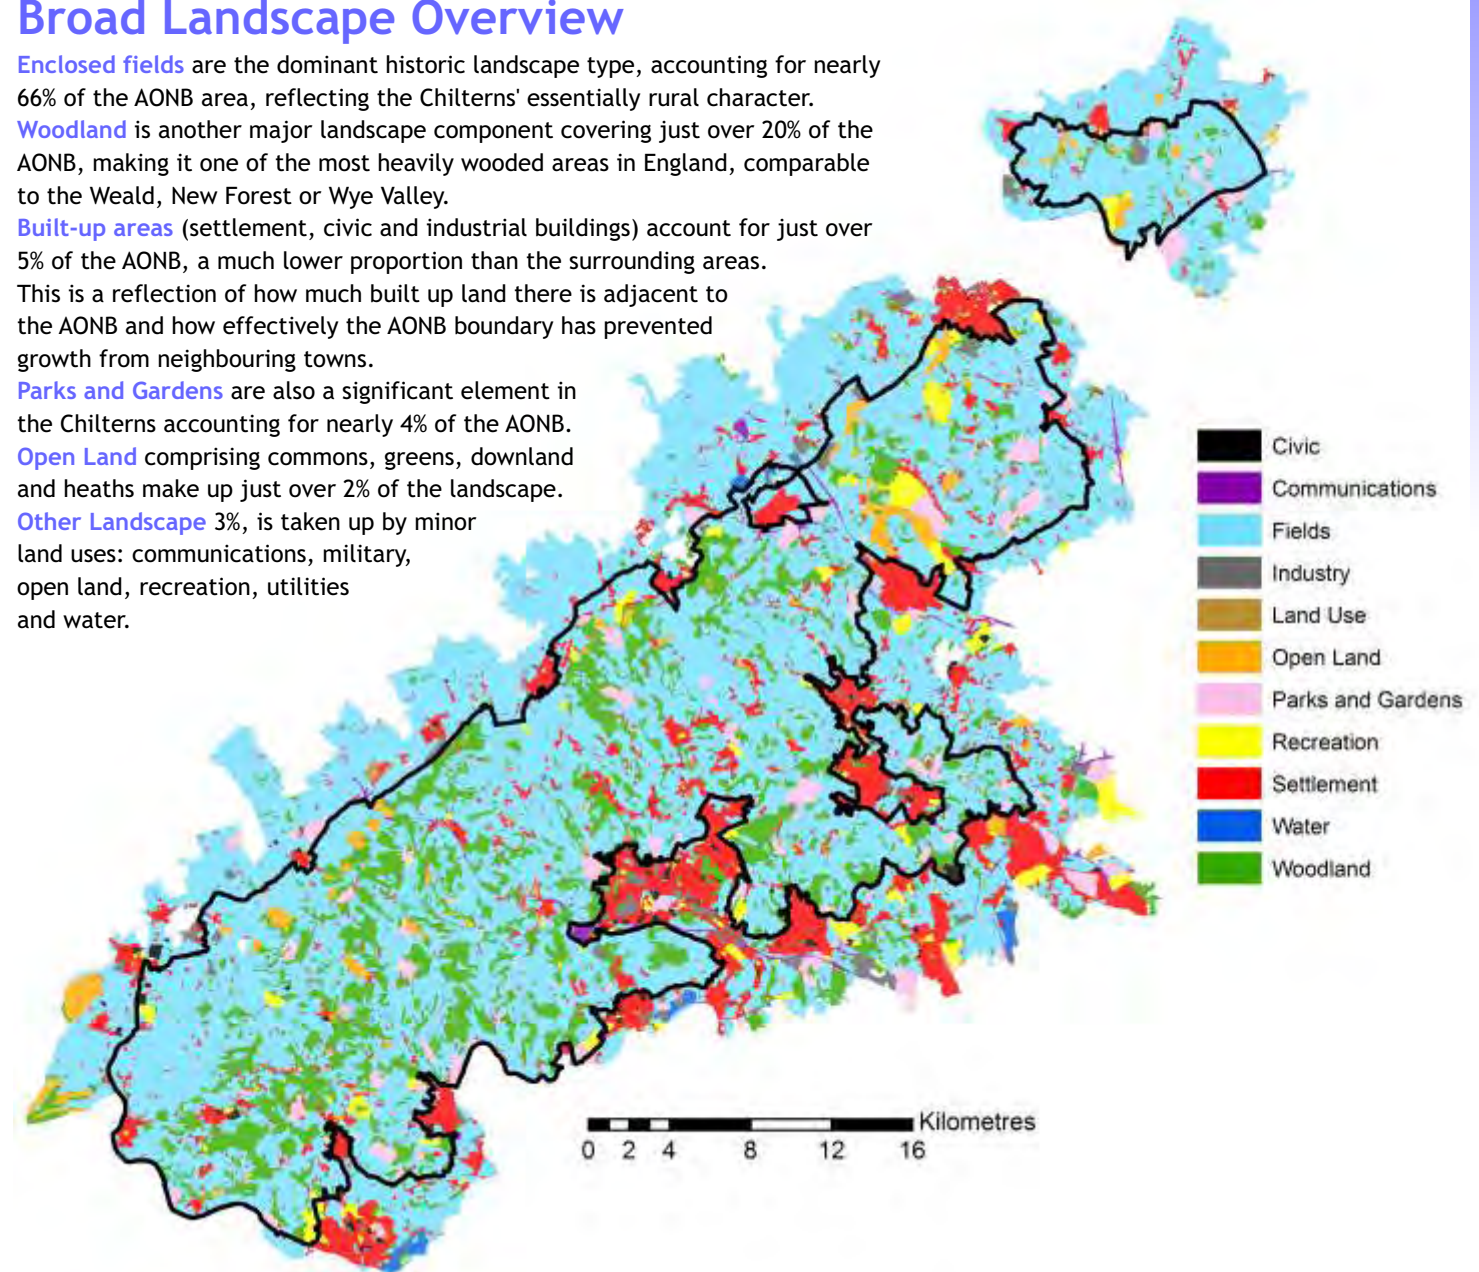 Broad Landscape Overview
Enclosed fields are the dominant historic landscape type, accounting for nearly
66% of the AONB area, reflecting the Chilterns' essentially rural character.
Woodland is another major landscape component covering just over 20% of the
AONB, making it one of the most heavily wooded areas in England, comparable
to the Weald, New Forest or Wye Valley.
Built-up areas (settlement, civic and industrial buildings) account for just over
5% of the AONB, a much lower proportion than the surrounding areas.
This is a reflection of how much built up land there is adjacent to
the AONB and how effectively the AONB boundary has prevented
growth from neighbouring towns.
Parks and Gardens are also a significant element in
the Chilterns accounting for nearly 4% of the AONB.
Open Land comprising commons, greens, downland
and heaths make up just over 2% of the landscape.
Other Landscape 3%, is taken up by minor
land uses: communications, military,
open land, recreation, utilities
and water.
Civic
Communications
Fields
Industry
Land Use
Open Land
Parks and Gardens
Recreation
Settlement
Water
Woodland
Kilometres
0 2 4 8 12 16